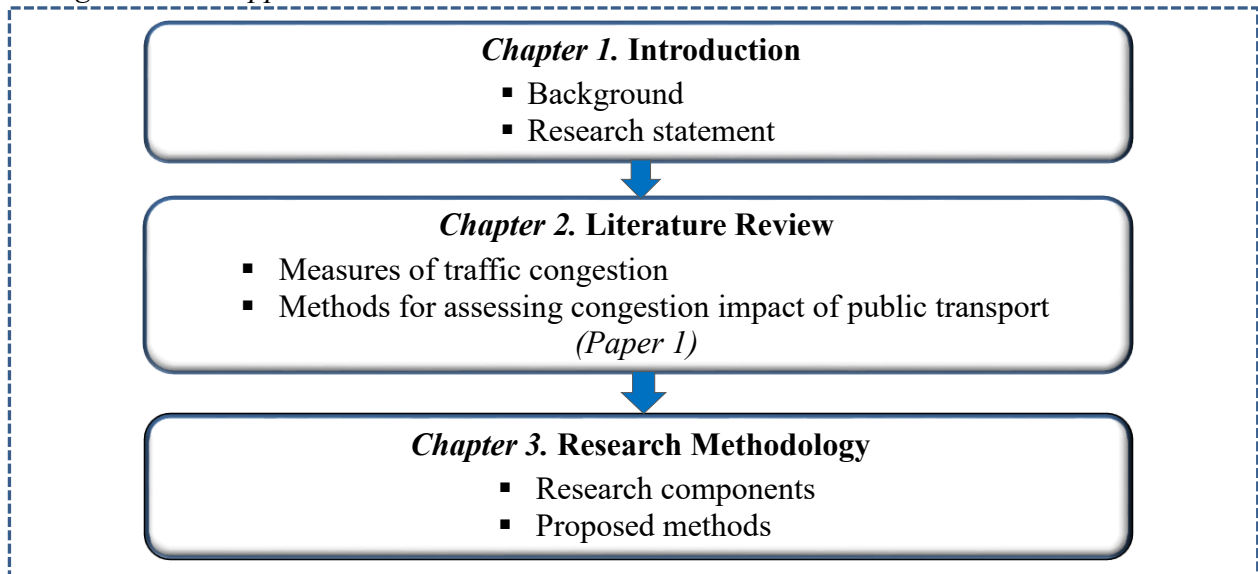 Chapter 1. Introduction
▪ Background
▪ Research statement
Chapter 2. Literature Review
▪ Measures of traffic congestion
▪ Methods for assessing congestion impact of public transport
(Paper 1)
Chapter 3. Research Methodology
▪ Research components
▪ Proposed methods